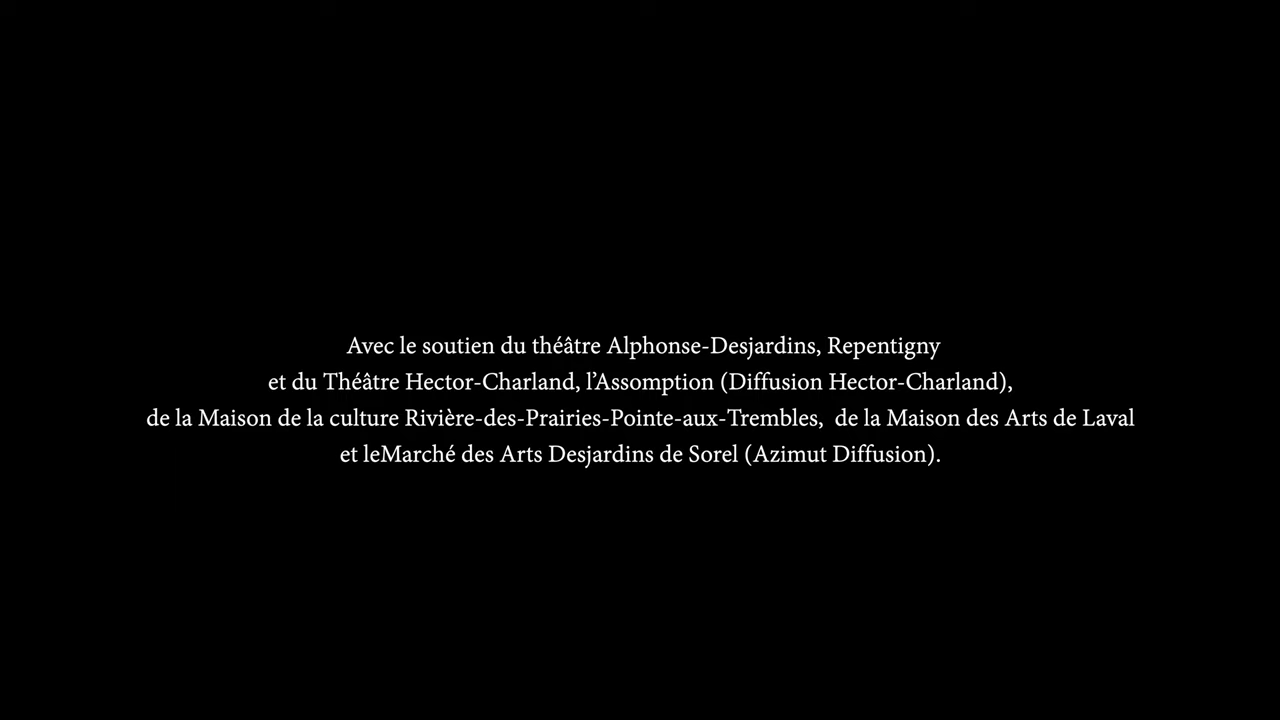 Avec le soutien du théâtre Alphonse-Desjardins, Repentigny
et du Théâtre Hector-Charland, l’Assomption (Diffusion Hector-Charland),
de la Maison de la culture Rivière-des-Prairies-Pointe-aux-Trembles,  de la Maison des Arts de Laval
et leMarché des Arts Desjardins de Sorel (Azimut Diffusion).